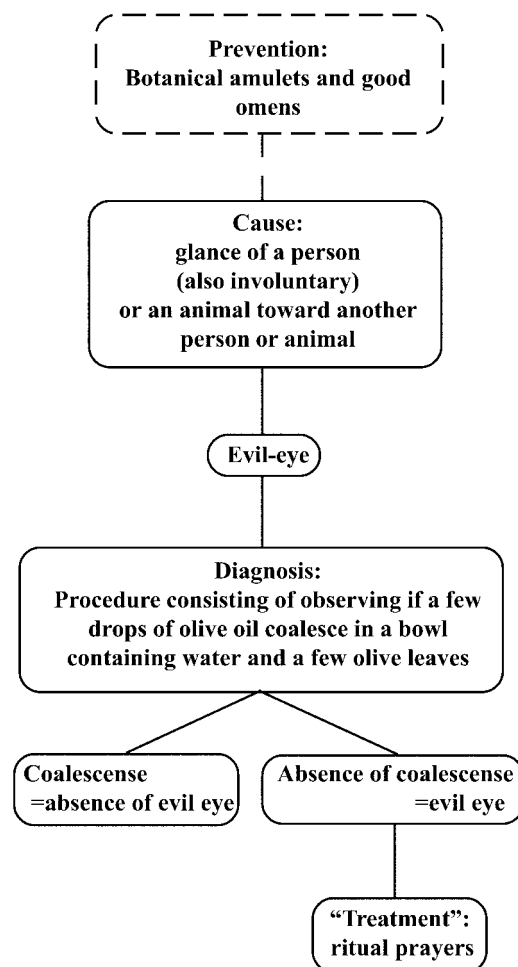 Prevention:
Botanical amulets and good
omens
Cause:
glance of a person
(also involuntary)
or an animal toward another
person or animal
Evil-eye
Diagnosis:
Procedure consisting of observing if a few
drops of olive oil coalesce in a bowl
containing water and a few olive leaves
Coalescense
=absence of evil eye
Absence of coalescense
=evil eye
“Treatment”:
ritual prayers